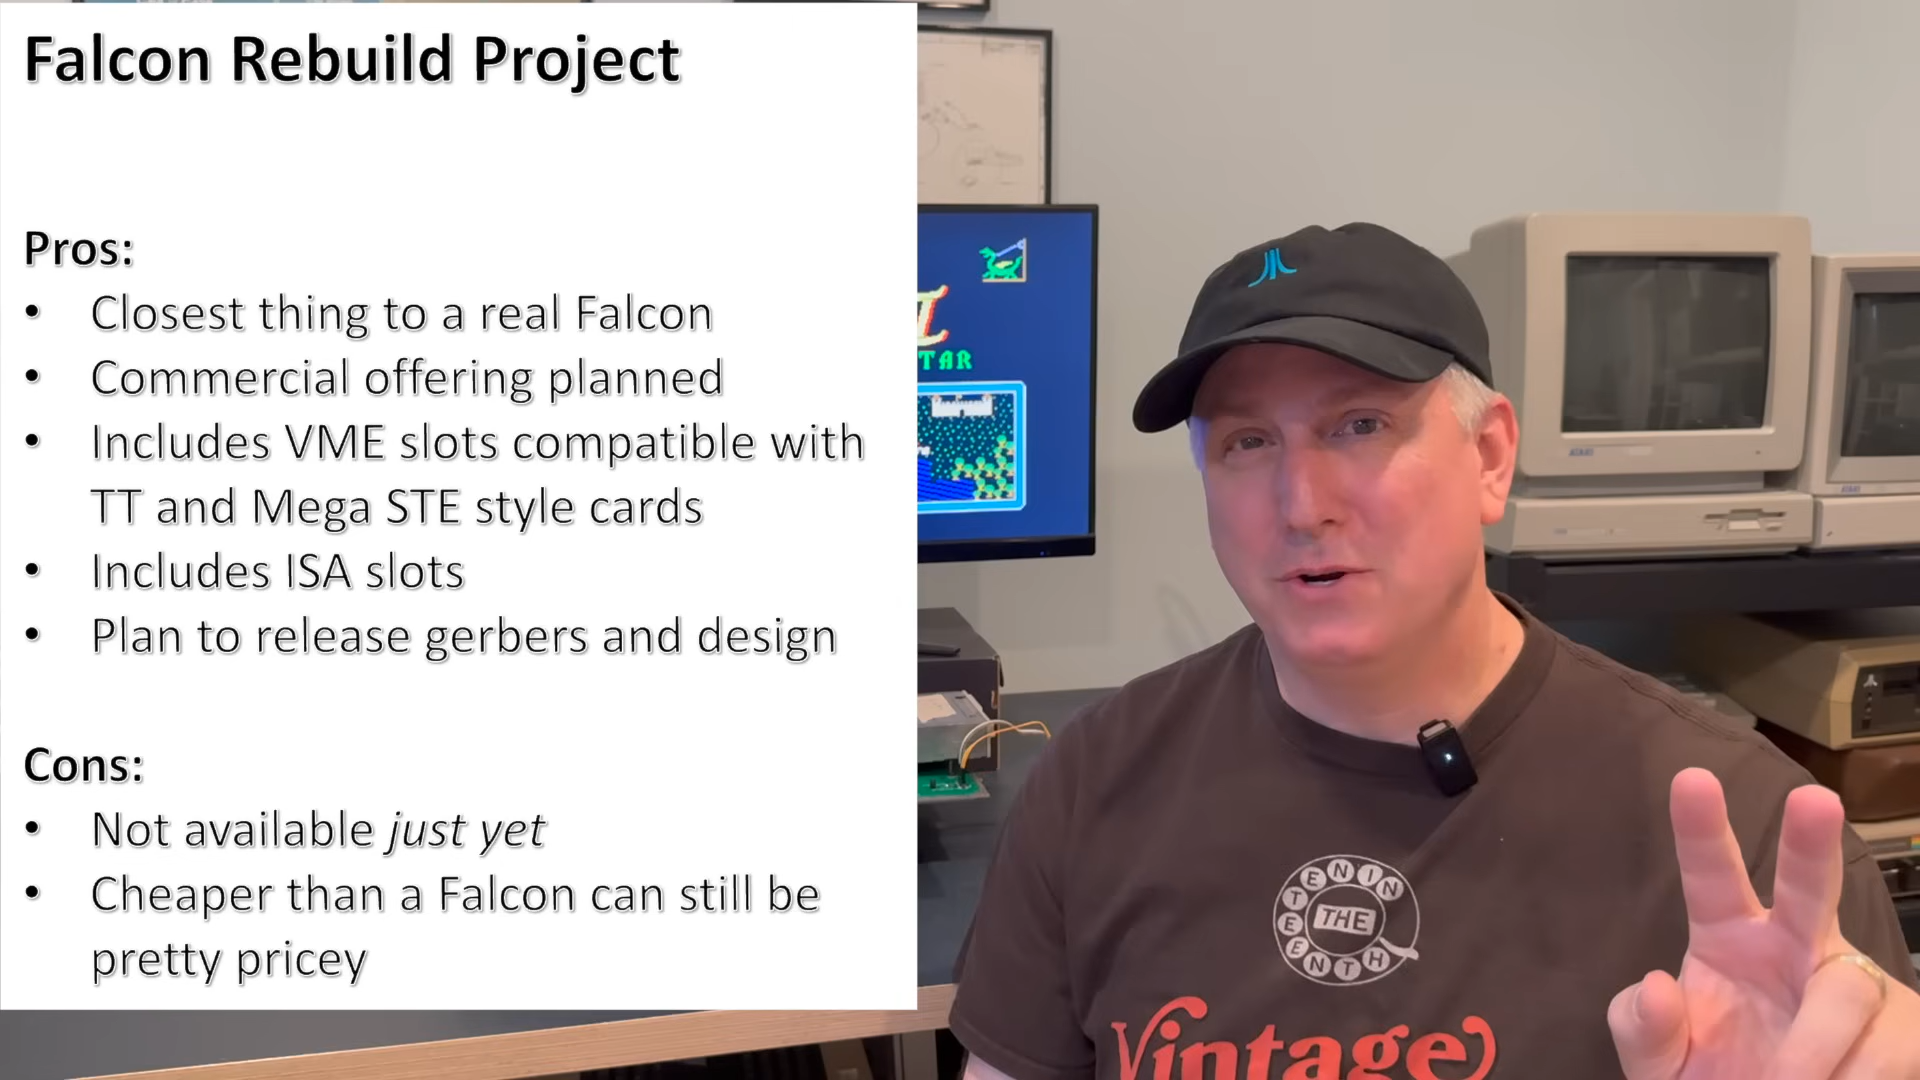 Falcon Rebuild Project
Pros:
• Closest thing to a real Falcon
• Commercial offering planned
• Includes VME slots compatible with
TT and Mega STE style cards
• Includes ISA slots
• Plan to release gerbers and design
Cons:
• Not available just yet
• Cheaper than a Falcon can still be
pretty pricey
TAR
ATARI
NINETEENTH
THE
Vintage